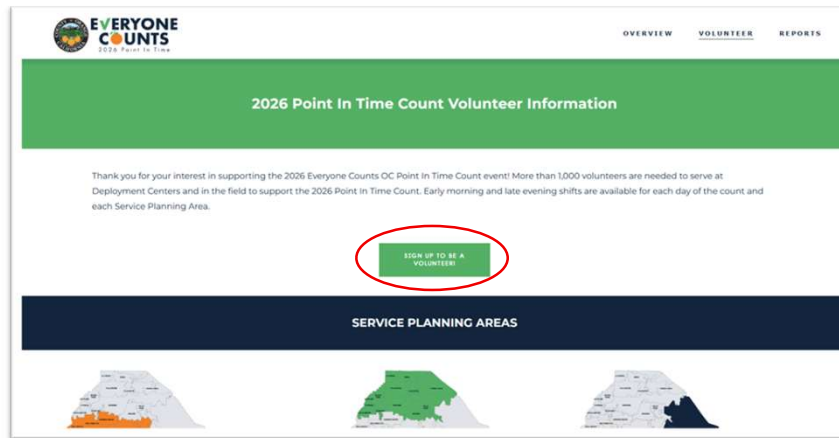 EVERYONE
COUNTS
2026 Point In Time
OVERVIEW VOLUNTEER REPORTS
2026 Point In Time Count Volunteer Information
Thank you for your interest in supporting the 2026 Everyone Counts OC Point In Time Count event! More than 1,000 volunteers are needed to serve at
Deployment Centers and in the field to support the 2026 Point In Time Count. Early morning and late evening shifts are available for each day of the count and
each Service Planning Area.
SIGN UP TO BE A
VOLUNTEER!
SERVICE PLANNING AREAS